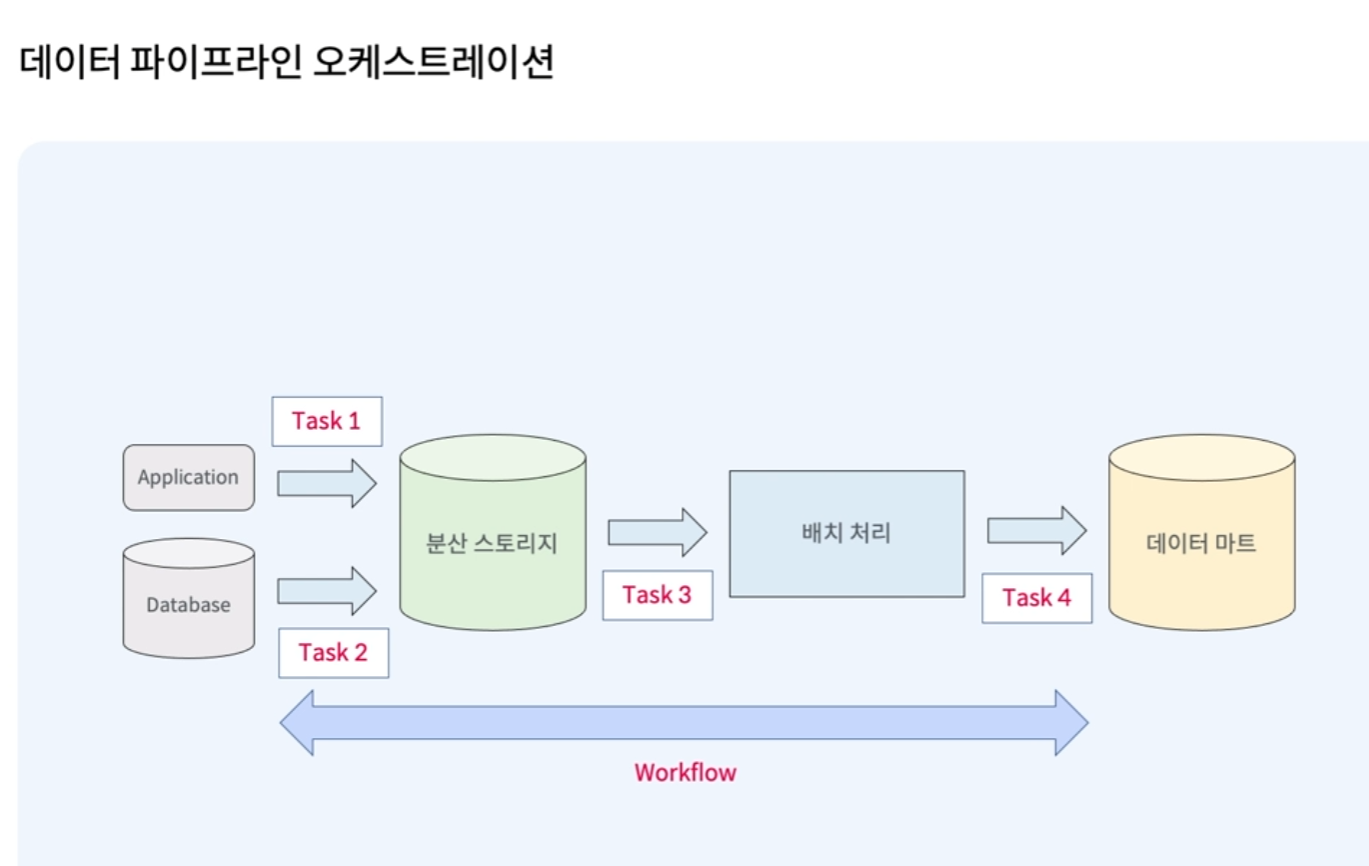 데이터 파이프라인 오케스트레이션
Task 1
Application
Database
Task 2
분산 스토리지
Task 3
배치 처리
Task 4
데이터 마트
Workflow